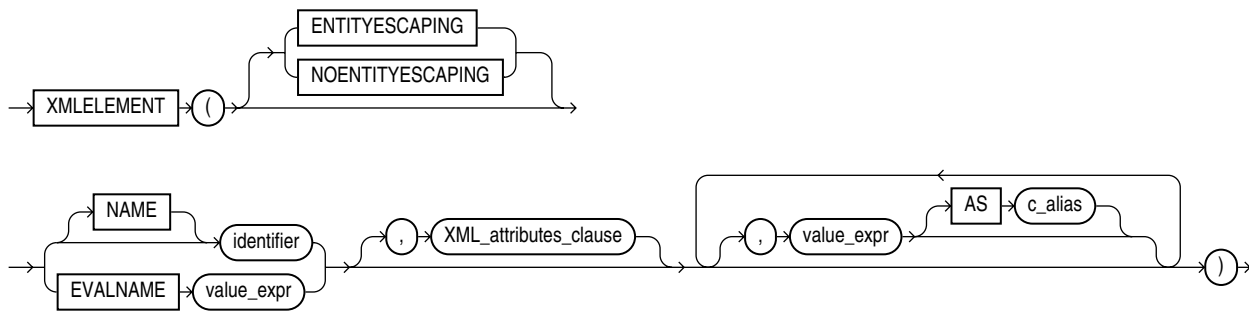 ENTITYESCAPING
NOENTITYESCAPING
XMLELEMENT (
NAME
identifier
EVALNAME value_expr
, XML_attributes_clause
AS c_alias
, value_expr
)